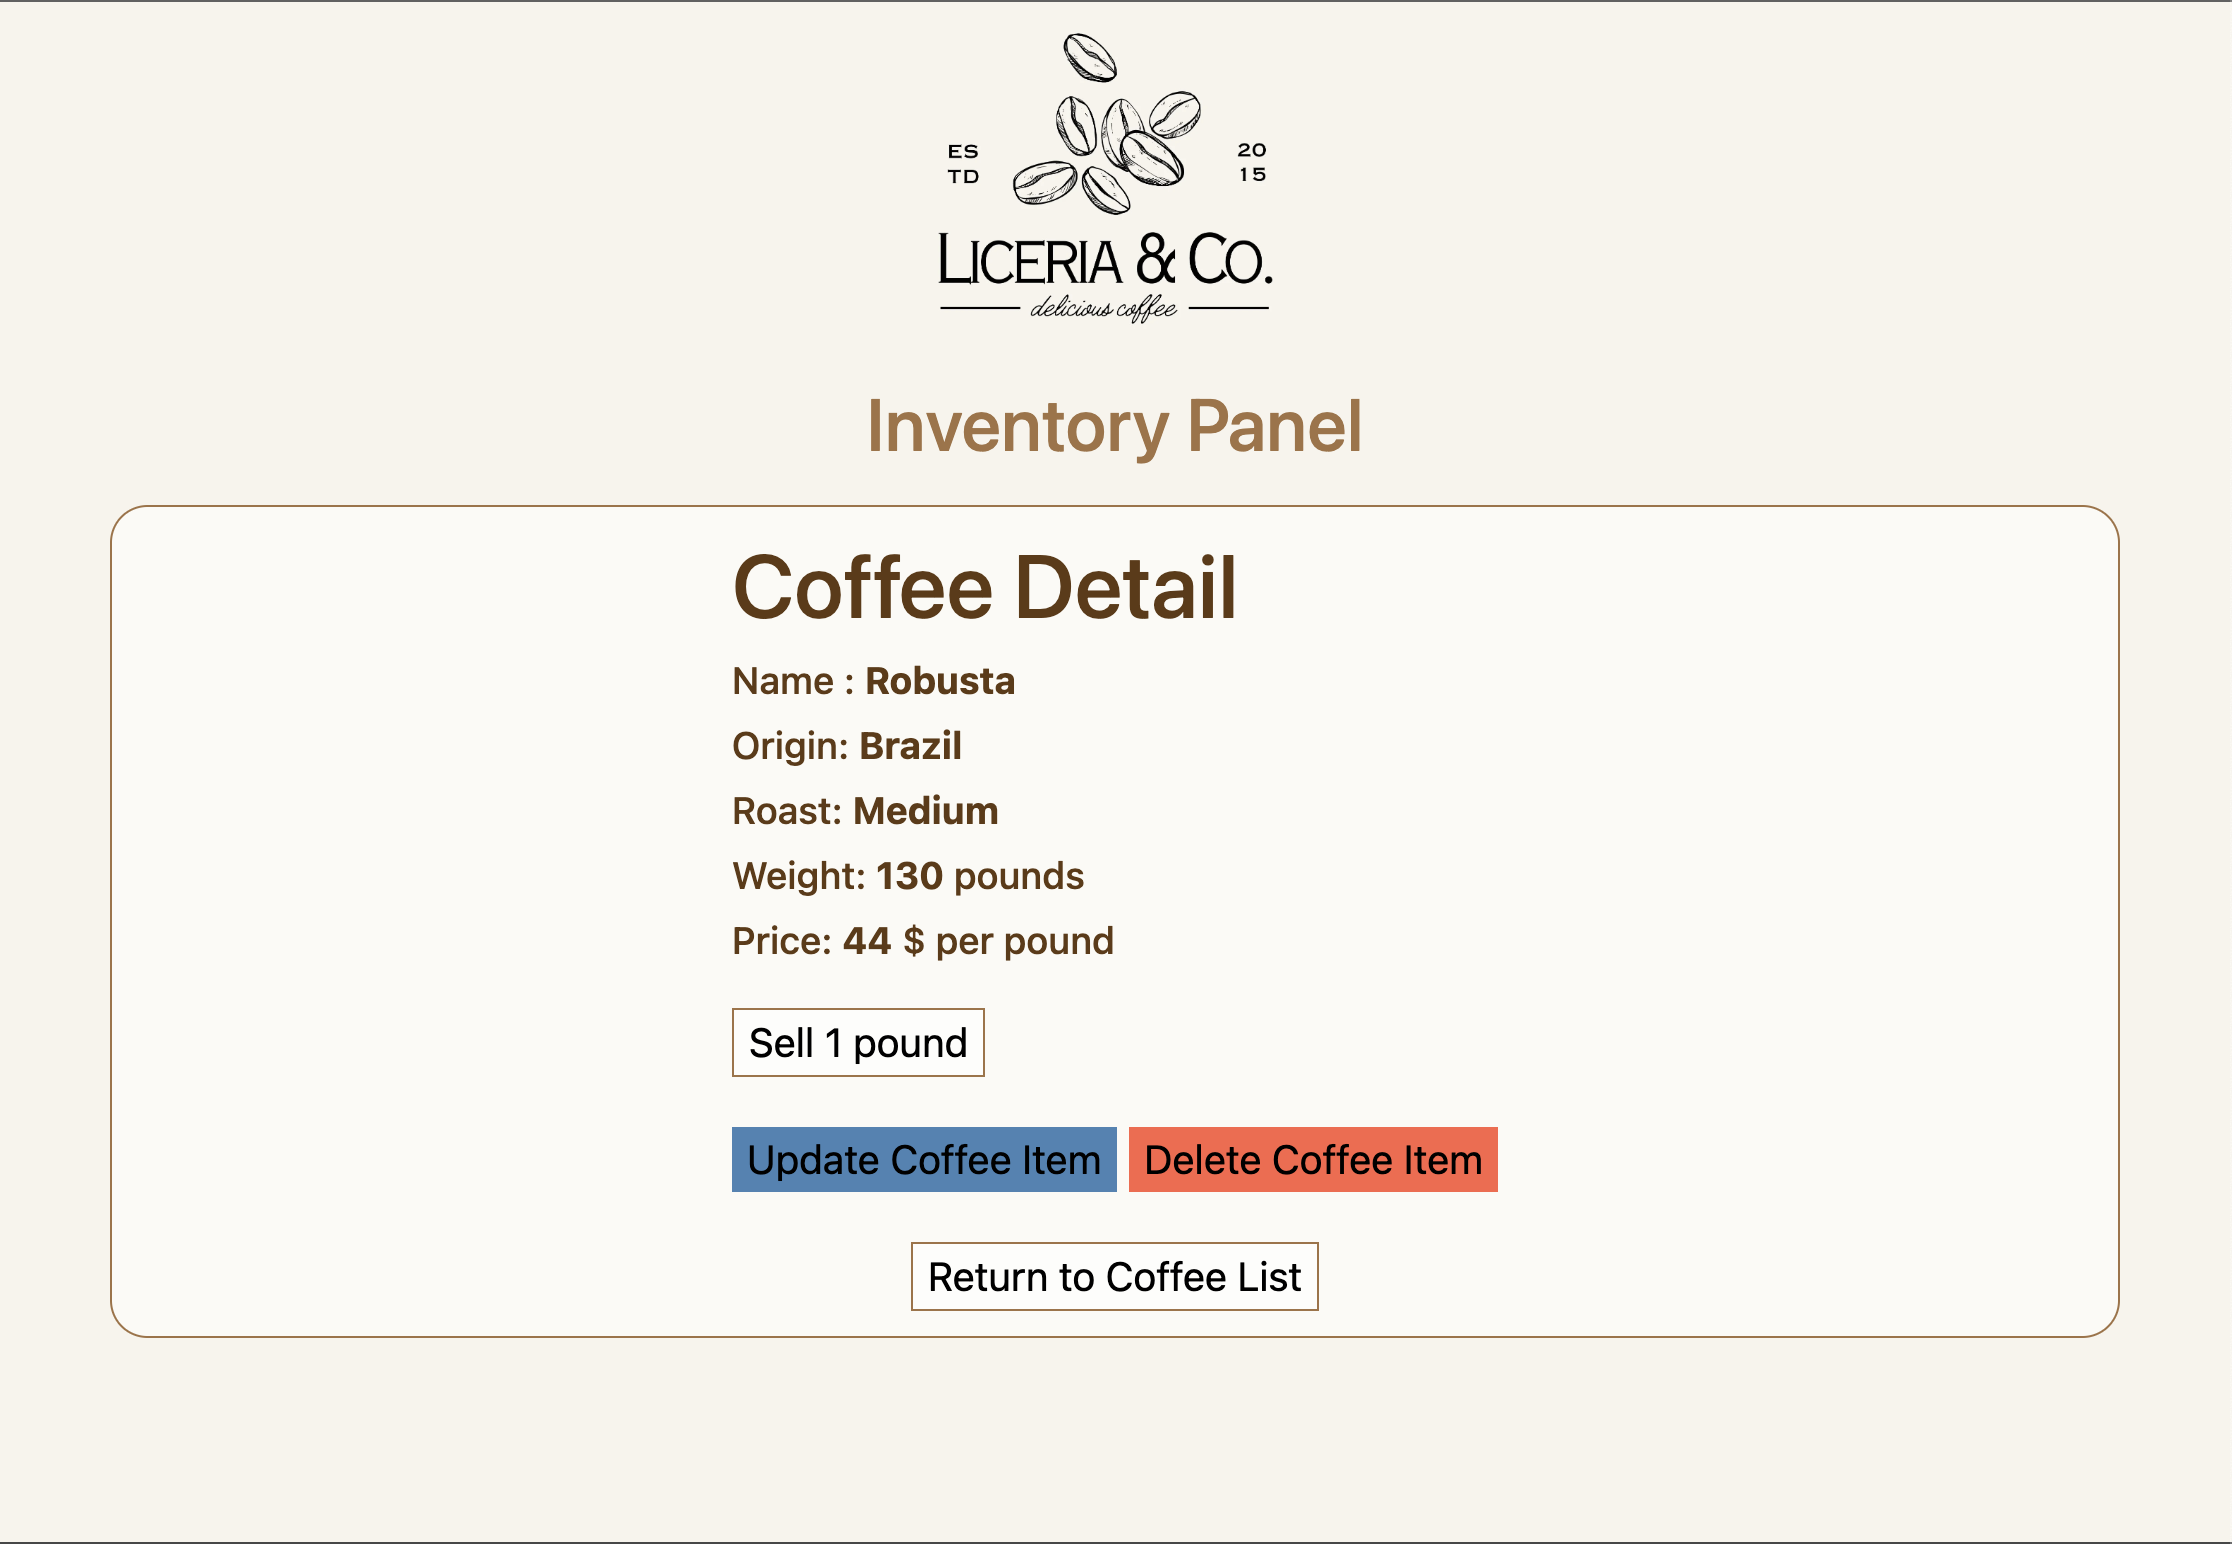 ES
TD
20
15
LICERIA & CO.
delicious coffee
Inventory Panel
Coffee Detail
Name : Robusta
Origin: Brazil
Roast: Medium
Weight: 130 pounds
Price: 44 $ per pound
Sell 1 pound
Update Coffee Item Delete Coffee Item
Return to Coffee List